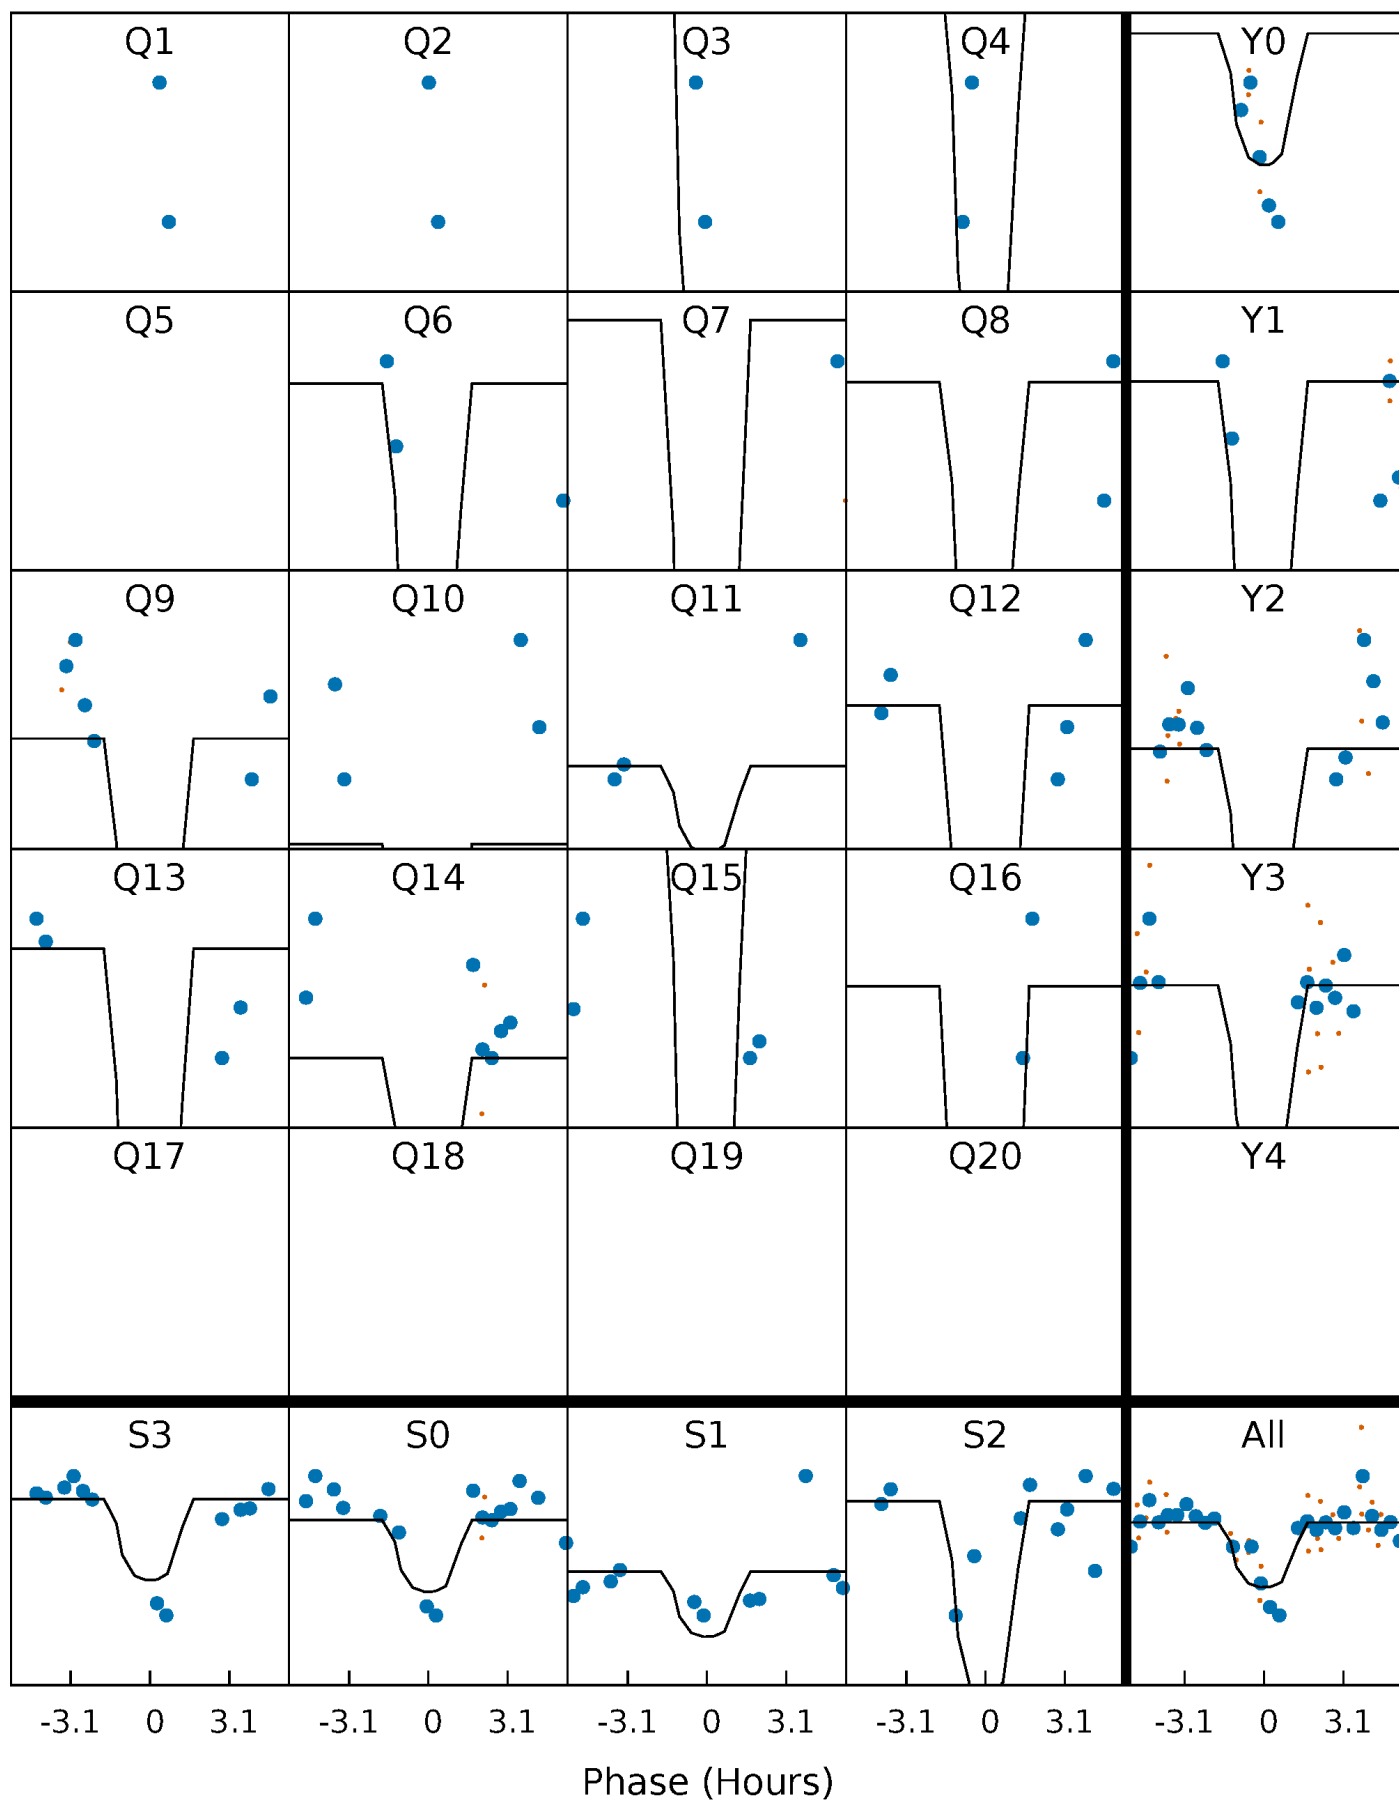 Q1 Q2 Q3 Q4 Y0
Q5 Q6 Q7 Q8 Y1
Q9 Q10 Q11 Q12 Y2
Q13 Q14 Q15 Q16 Y3
Q17 Q18 Q19 Q20 Y4
S3 S0 S1 S2 All
-3.1 0 3.1 -3.1 0 3.1 -3.1 0 3.1 -3.1 0 3.1 -3.1 0 3.1
Phase (Hours)